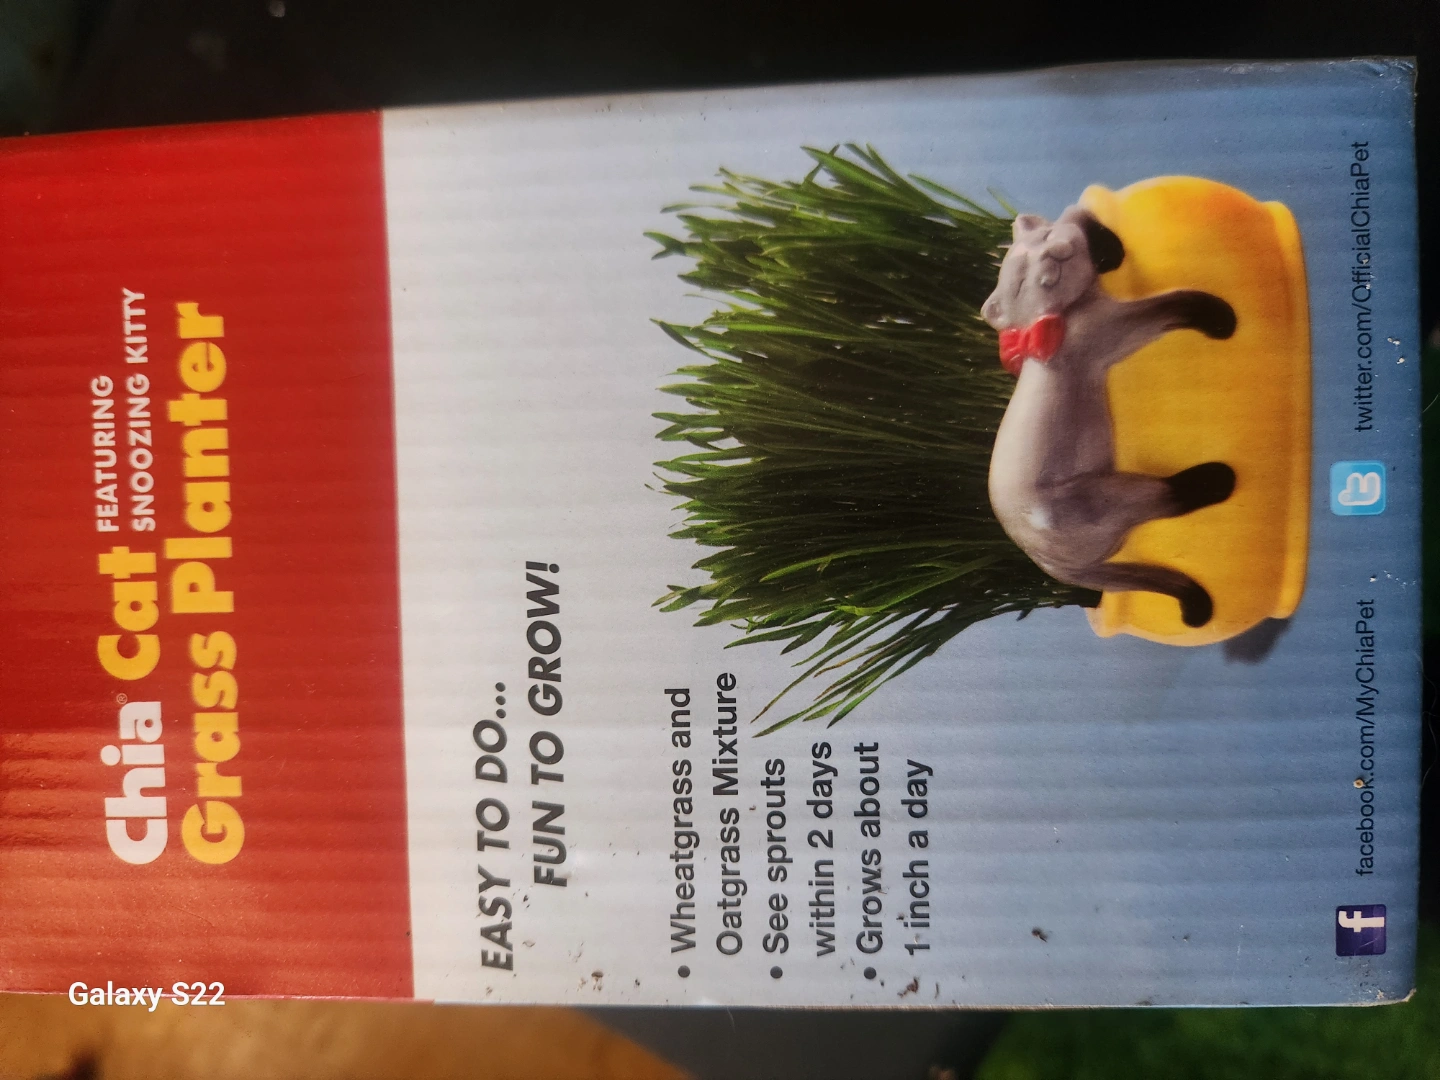 Chia® Cat FEATURING
SNOOZING KITTY
Grass Planter
EASY TO DO...
FUN TO GROW!
• Wheatgrass and
Oatgrass Mixture
• See sprouts
within 2 days
• Grows about
1 inch a day
f facebook.com/MyChiaPet
t twitter.com/OfficialChiaPet
Galaxy S22